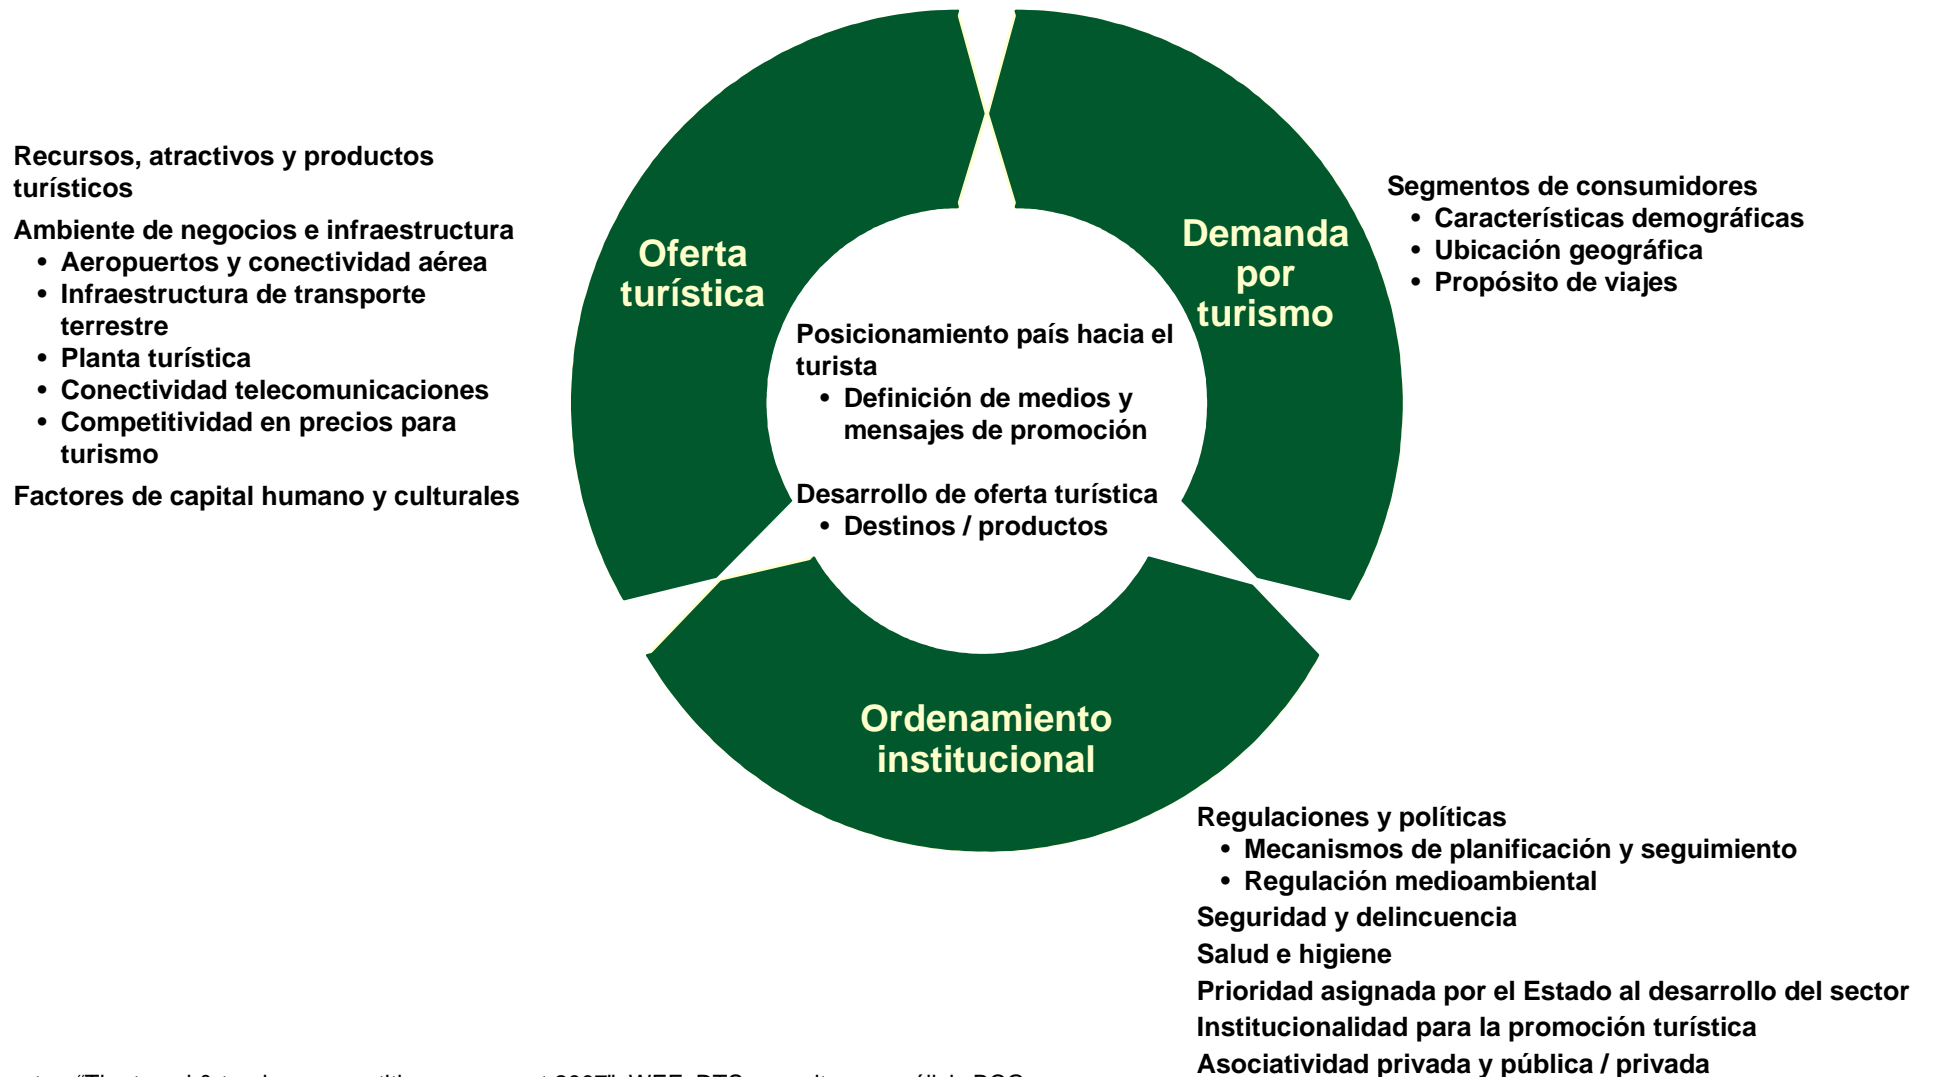 Recursos, atractivos y productos
turísticos
Ambiente de negocios e infraestructura
• Aeropuertos y conectividad aérea
• Infraestructura de transporte
terrestre
• Planta turística
• Conectividad telecomunicaciones
• Competitividad en precios para
turismo
Factores de capital humano y culturales
Oferta
turística
Demanda
por
turismo
Segmentos de consumidores
• Características demográficas
• Ubicación geográfica
• Propósito de viajes
Posicionamiento país hacia el
turista
• Definición de medios y
mensajes de promoción
Desarrollo de oferta turística
• Destinos / productos
Ordenamiento
institucional
Regulaciones y políticas
• Mecanismos de planificación y seguimiento
• Regulación medioambiental
Seguridad y delincuencia
Salud e higiene
Prioridad asignada por el Estado al desarrollo del sector
Institucionalidad para la promoción turística
Asociatividad privada y pública / privada